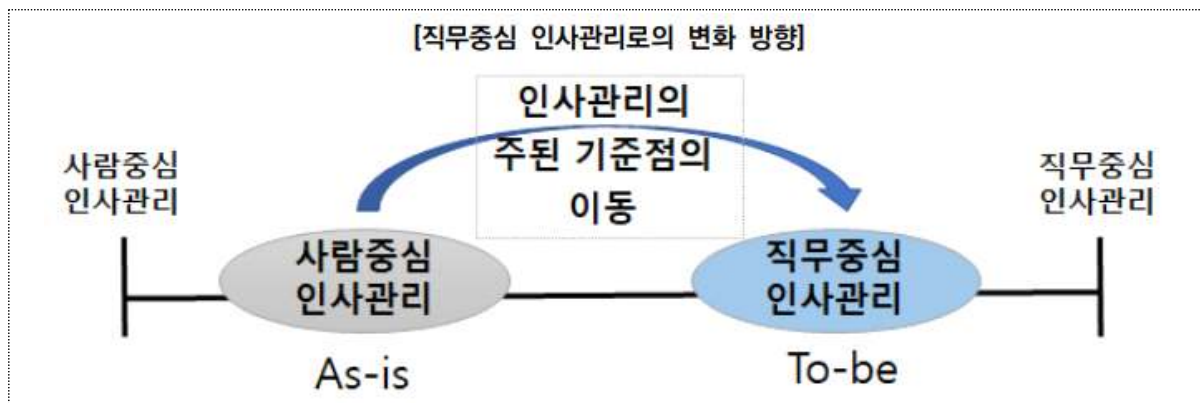 [직무중심 인사관리로의 변화 방향]
인사관리의
주된 기준점의
이동
사람중심
인사관리
직무중심
인사관리
사람중심
인사관리
직무중심
인사관리
As-is
To-be